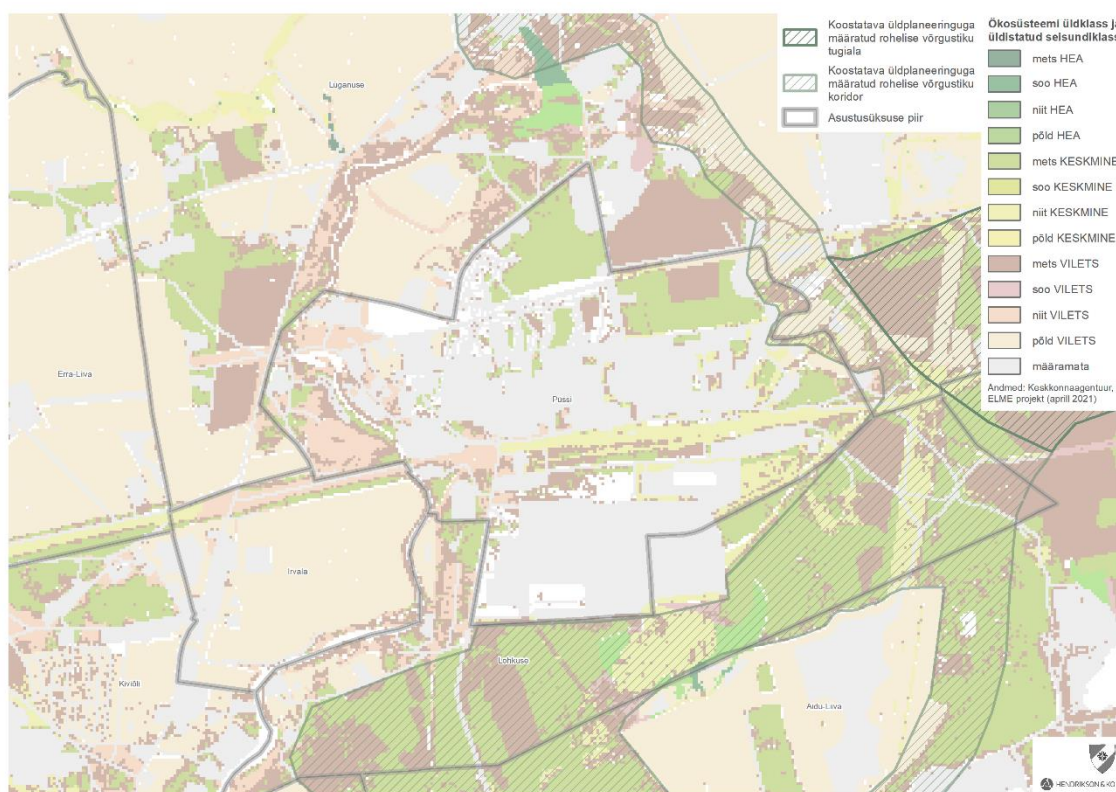 Koostatava üldplaneeringuga
määratud rohelise võrgustiku
tugiala
Koostatava üldplaneeringuga
määratud rohelise võrgustiku
koridor
Asustusüksuse piir
Ökosüsteemi üldklass ja
üldistatud seisundiklass
mets HEA
soo HEA
niit HEA
põld HEA
mets KESKMINE
soo KESKMINE
niit KESKMINE
põld KESKMINE
mets VILETS
soo VILETS
niit VILETS
põld VILETS
määramata
Andmed: Keskkonnaagentuur,
ELME projekt (aprill 2021)
Lüganuse
Erra-Liiva
Püssi
Irvala
Kiviõli
Lohkuse
Aidu-Liiva
HENDRIKSON & KO